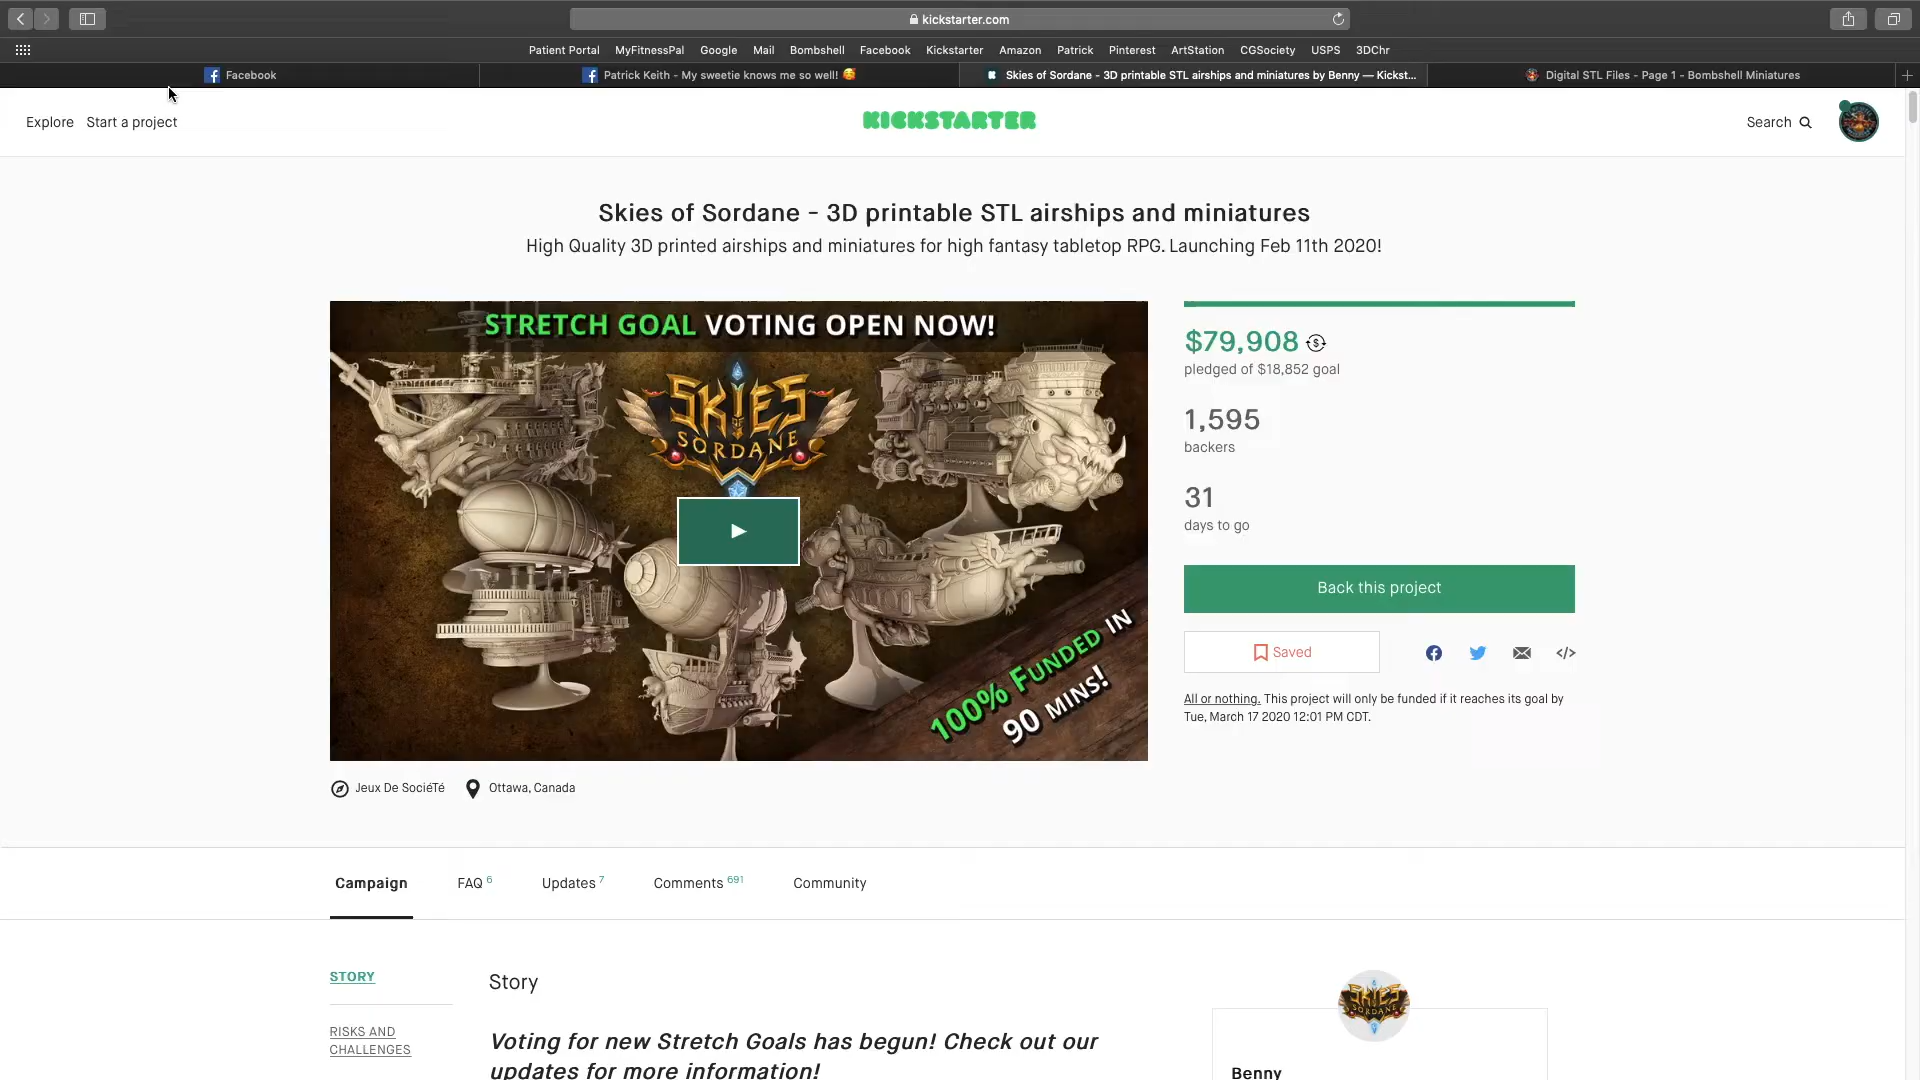 kickstarter.com
Patient Portal MyFitnessPal Google Mail Bombshell Facebook Kickstarter Amazon Patrick Pinterest ArtStation CGSociety USPS 3DChr
Facebook
Patrick Keith - My sweetie knows me so well! 🥰
Skies of Sordane - 3D printable STL airships and miniatures by Benny — Kickst...
Digital STL Files - Page 1 - Bombshell Miniatures
Explore Start a project
KICKSTARTER
Search
Skies of Sordane - 3D printable STL airships and miniatures
High Quality 3D printed airships and miniatures for high fantasy tabletop RPG. Launching Feb 11th 2020!
STRETCH GOAL VOTING OPEN NOW!
SKIES
OF
SORDANE
100% FUNDED IN
90 MINS!
$79,908
pledged of $18,852 goal
1,595
backers
31
days to go
Back this project
Saved
</>
All or nothing. This project will only be funded if it reaches its goal by
Tue, March 17 2020 12:01 PM CDT.
Jeux De SociéTé Ottawa, Canada
Campaign FAQ 6 Updates 7 Comments 691 Community
STORY
RISKS AND
CHALLENGES
Story
Voting for new Stretch Goals has begun! Check out our
updates for more information!
SKIES
SORDANE
Benny